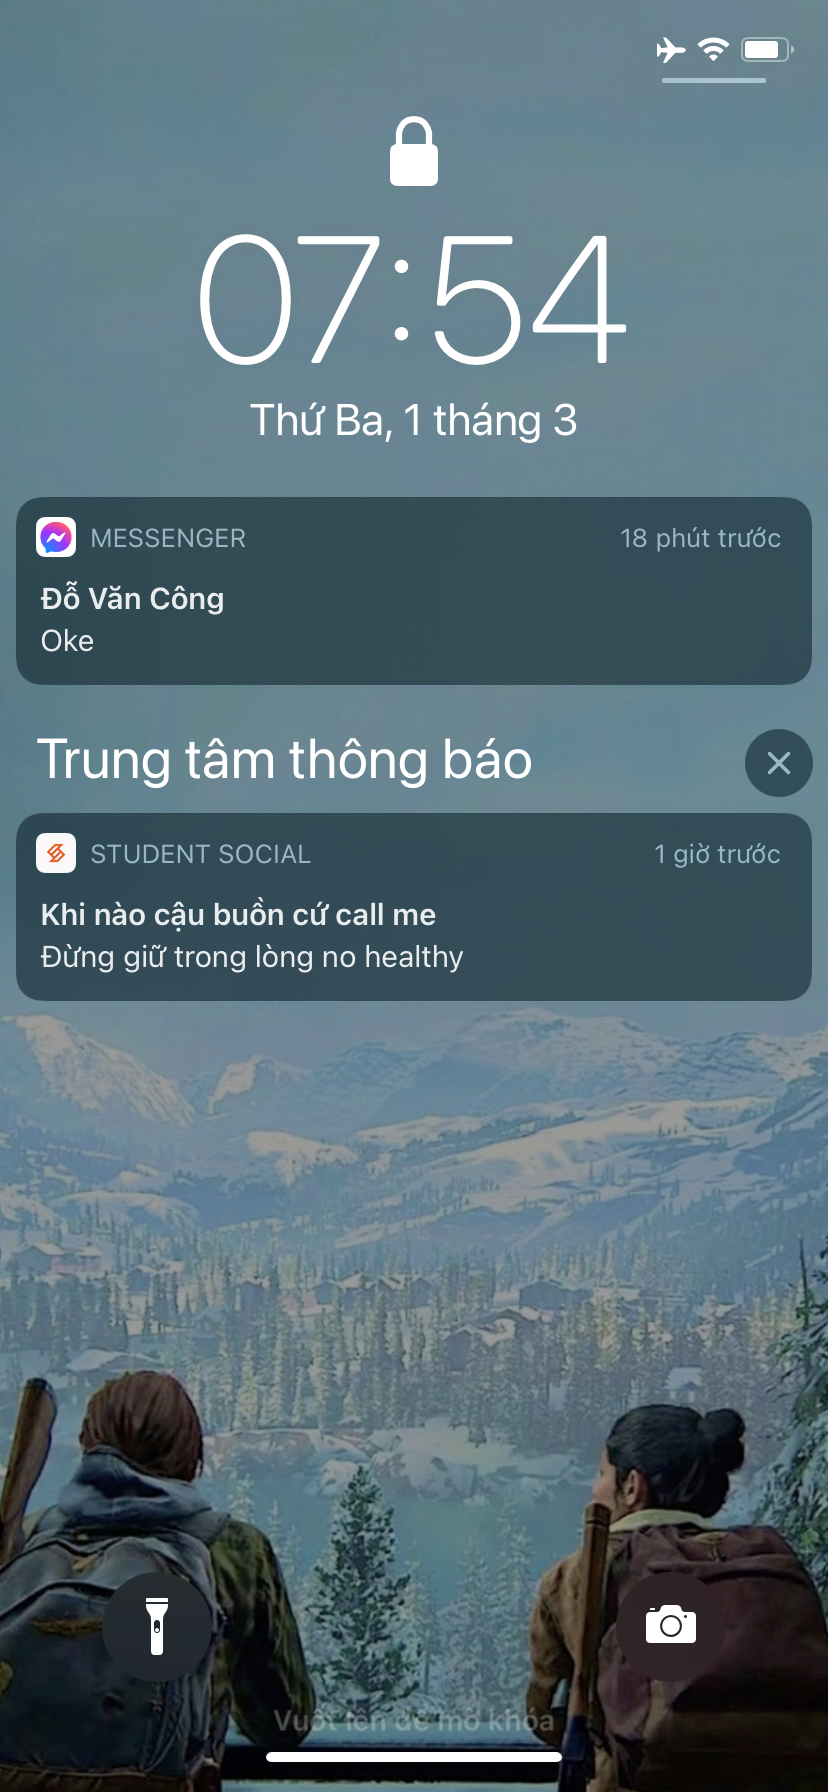 07:54
Thứ Ba, 1 tháng 3
MESSENGER 18 phút trước
Đỗ Văn Công
Oke
Trung tâm thông báo
STUDENT SOCIAL 1 giờ trước
Khi nào cậu buồn cứ call me
Đừng giữ trong lòng no healthy
Vuốt lên để mở khóa